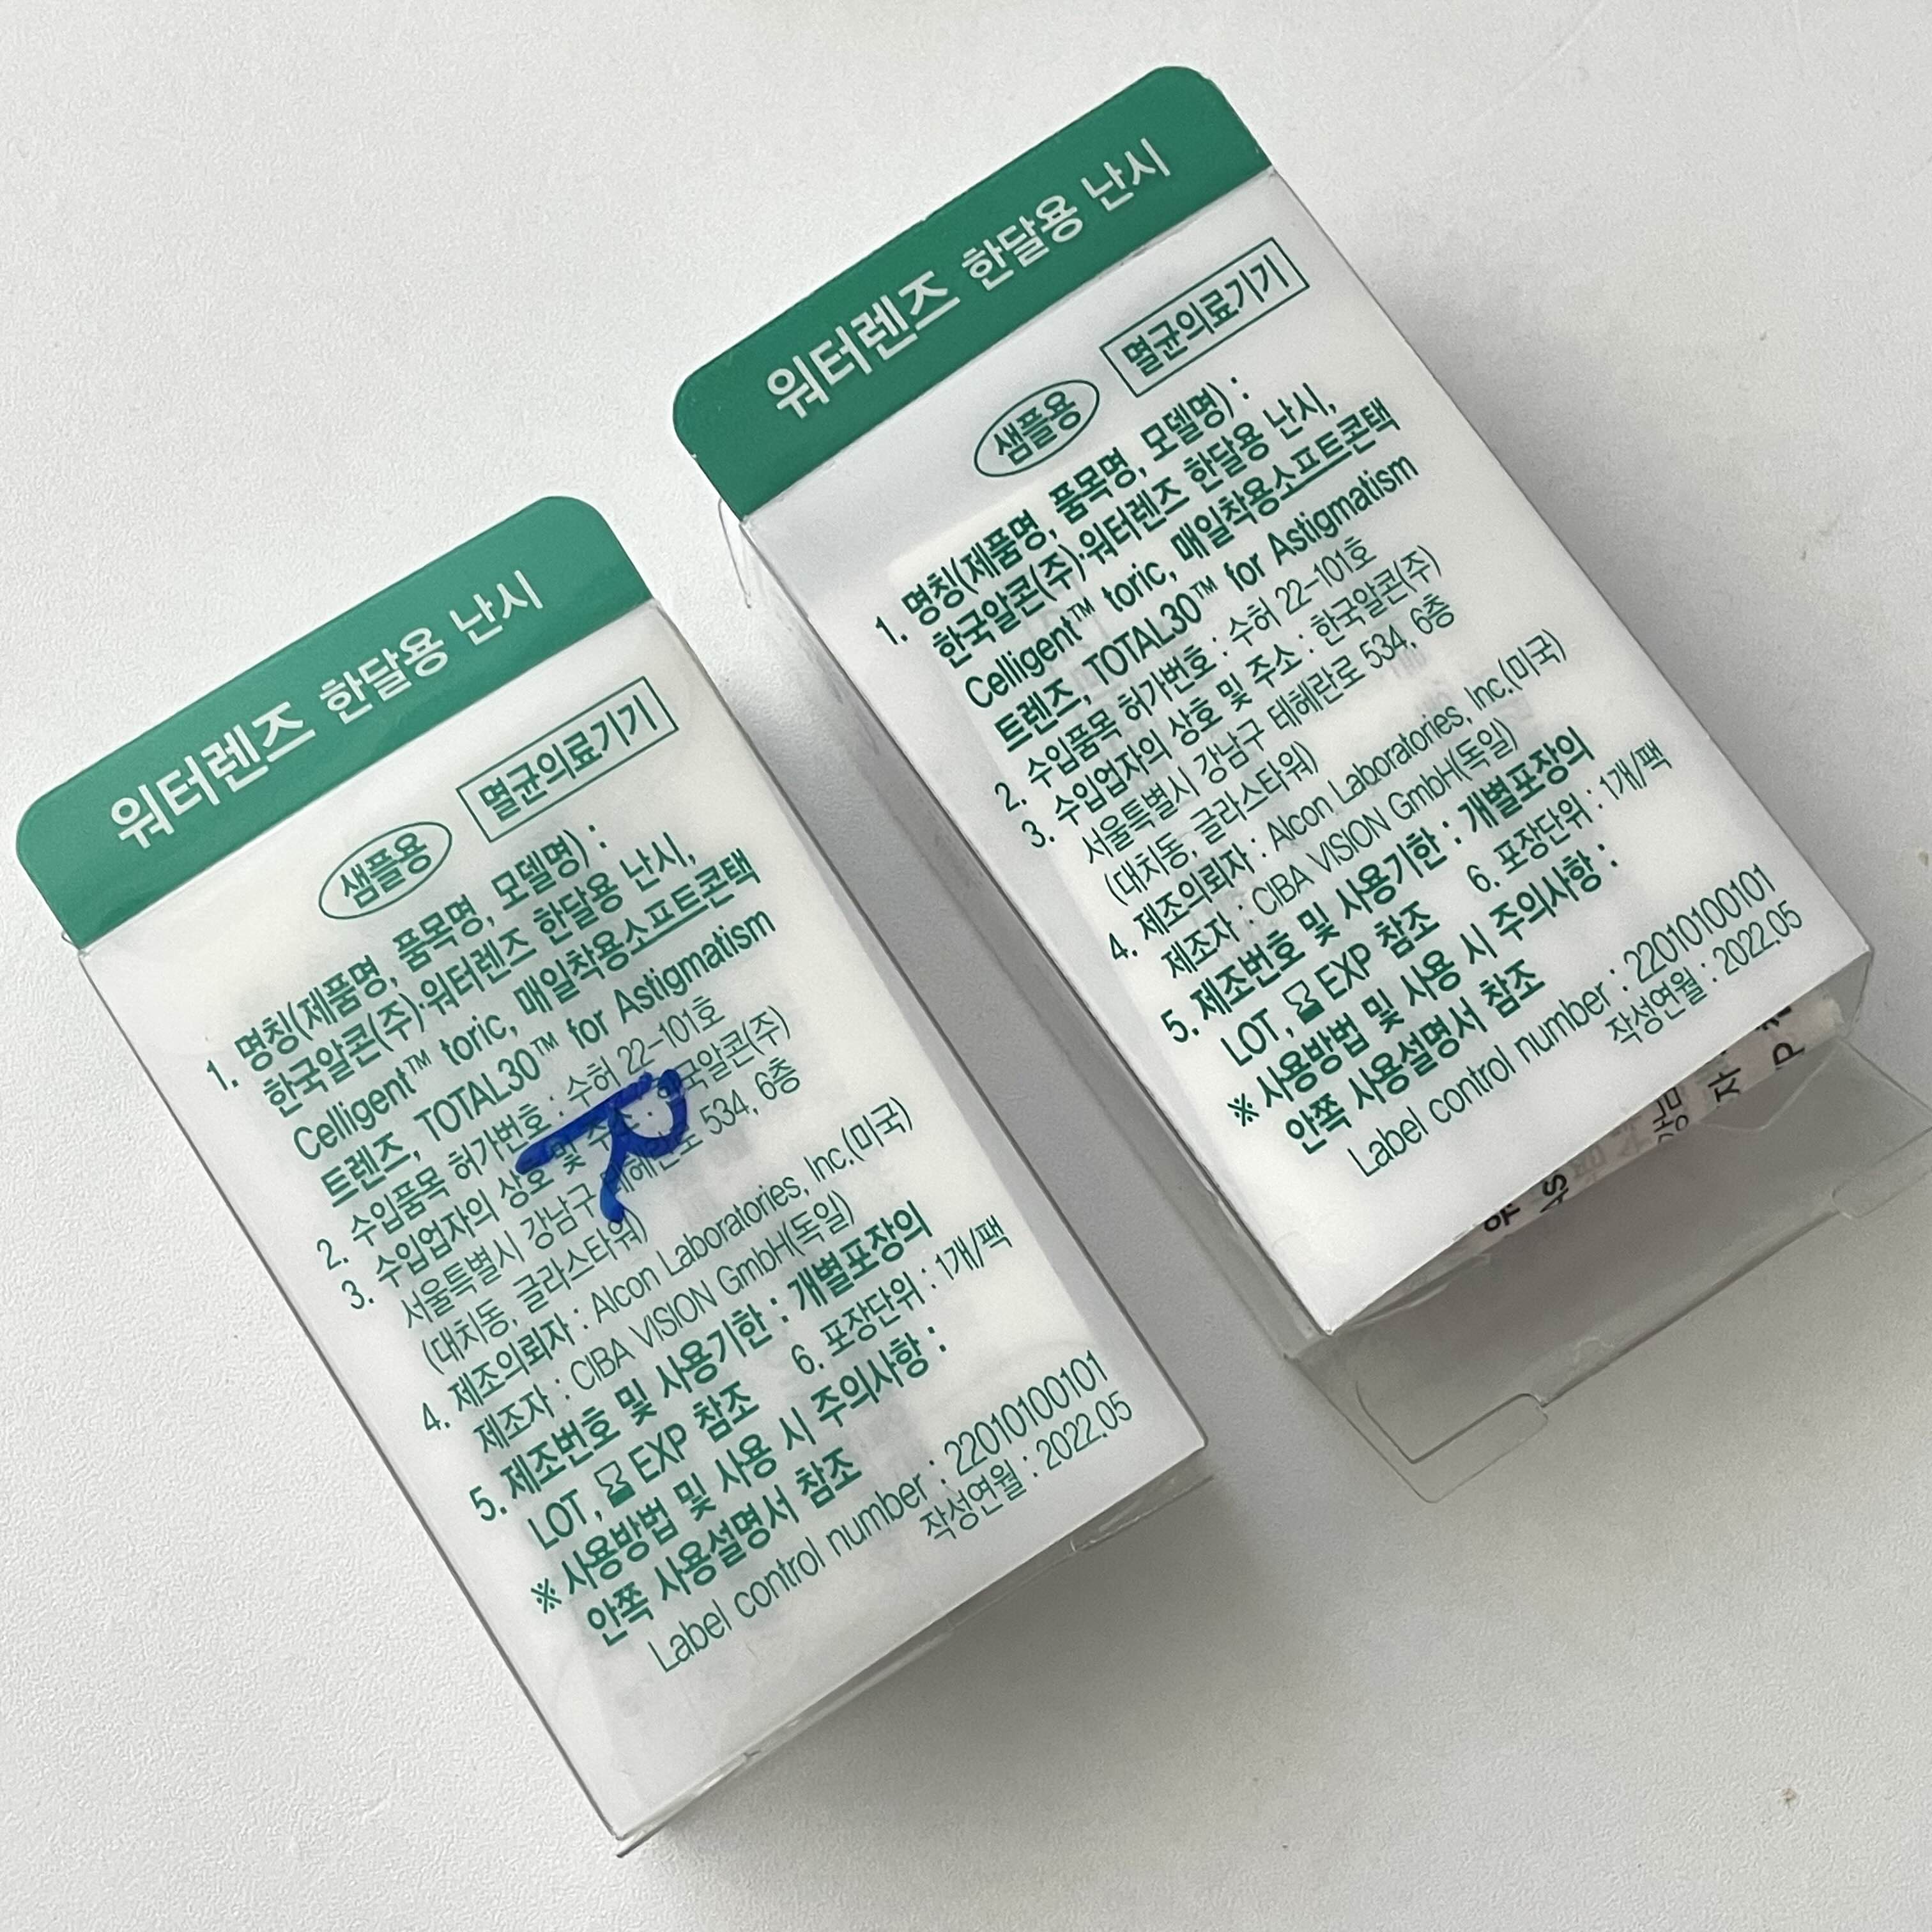 워터렌즈 한달용 난시
샘플용 멸균의료기기
1. 명칭(제품명, 품목명, 모델명) :
한국알콘(주)·워터렌즈 한달용 난시,
Celligent™ toric, 매일착용소프트콘택
트렌즈, TOTAL30™ for Astigmatism
2. 수입품목 허가번호 : 수허 22-101호
3. 수입업자의 상호 및 주소 : 한국알콘(주)
서울특별시 강남구 테헤란로 534, 6층
(대치동, 글라스타워)
4. 제조의뢰자 : Alcon Laboratories, Inc.(미국)
제조자 : CIBA VISION GmbH(독일)
5. 제조번호 및 사용기한 : 개별포장의
LOT, EXP 참조 6. 포장단위 : 1개/팩
※ 사용방법 및 사용 시 주의사항 :
안쪽 사용설명서 참조
Label control number : 22010100101
작성연월 : 2022.05
R
워터렌즈 한달용 난시
샘플용 멸균의료기기
1. 명칭(제품명, 품목명, 모델명) :
한국알콘(주)·워터렌즈 한달용 난시,
Celligent™ toric, 매일착용소프트콘택
트렌즈, TOTAL30™ for Astigmatism
2. 수입품목 허가번호 : 수허 22-101호
3. 수입업자의 상호 및 주소 : 한국알콘(주)
서울특별시 강남구 테헤란로 534, 6층
(대치동, 글라스타워)
4. 제조의뢰자 : Alcon Laboratories, Inc.(미국)
제조자 : CIBA VISION GmbH(독일)
5. 제조번호 및 사용기한 : 개별포장의
LOT, EXP 참조 6. 포장단위 : 1개/팩
※ 사용방법 및 사용 시 주의사항 :
안쪽 사용설명서 참조
Label control number : 22010100101
작성연월 : 2022.05